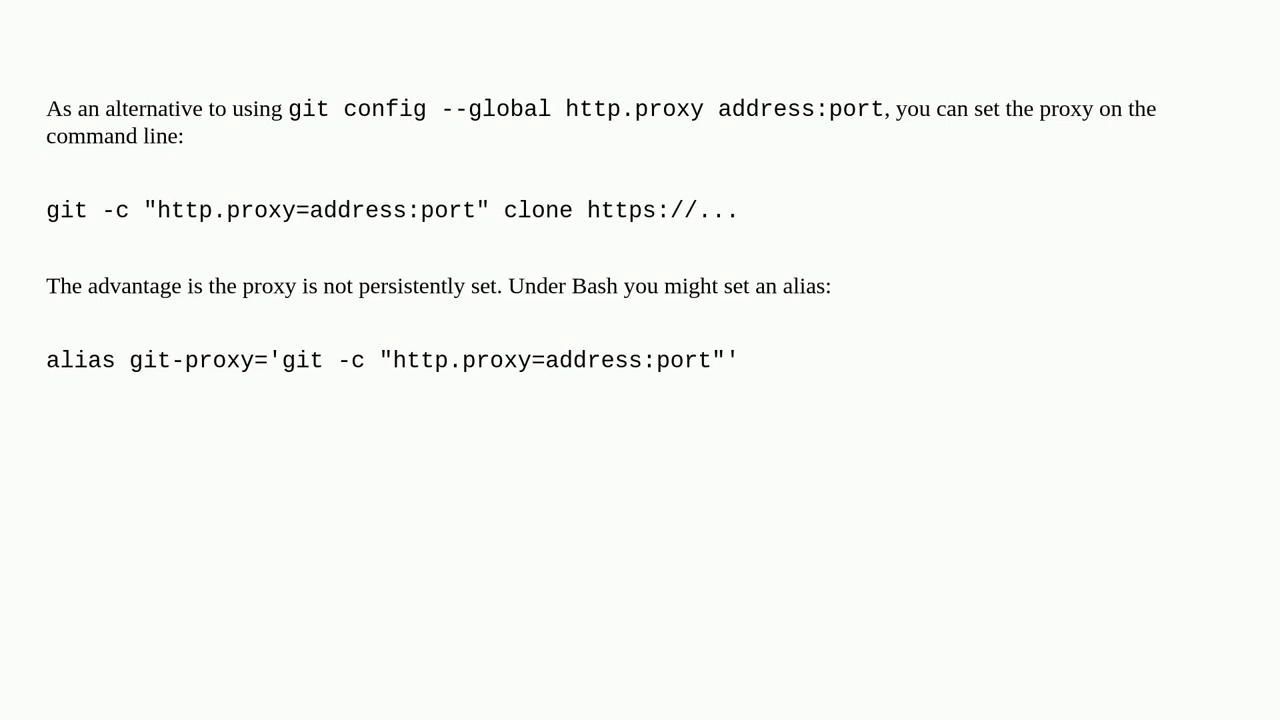 As an alternative to using git config --global http.proxy address:port, you can set the proxy on the
command line:
git -c "http.proxy=address:port" clone https://...
The advantage is the proxy is not persistently set. Under Bash you might set an alias:
alias git-proxy='git -c "http.proxy=address:port"'